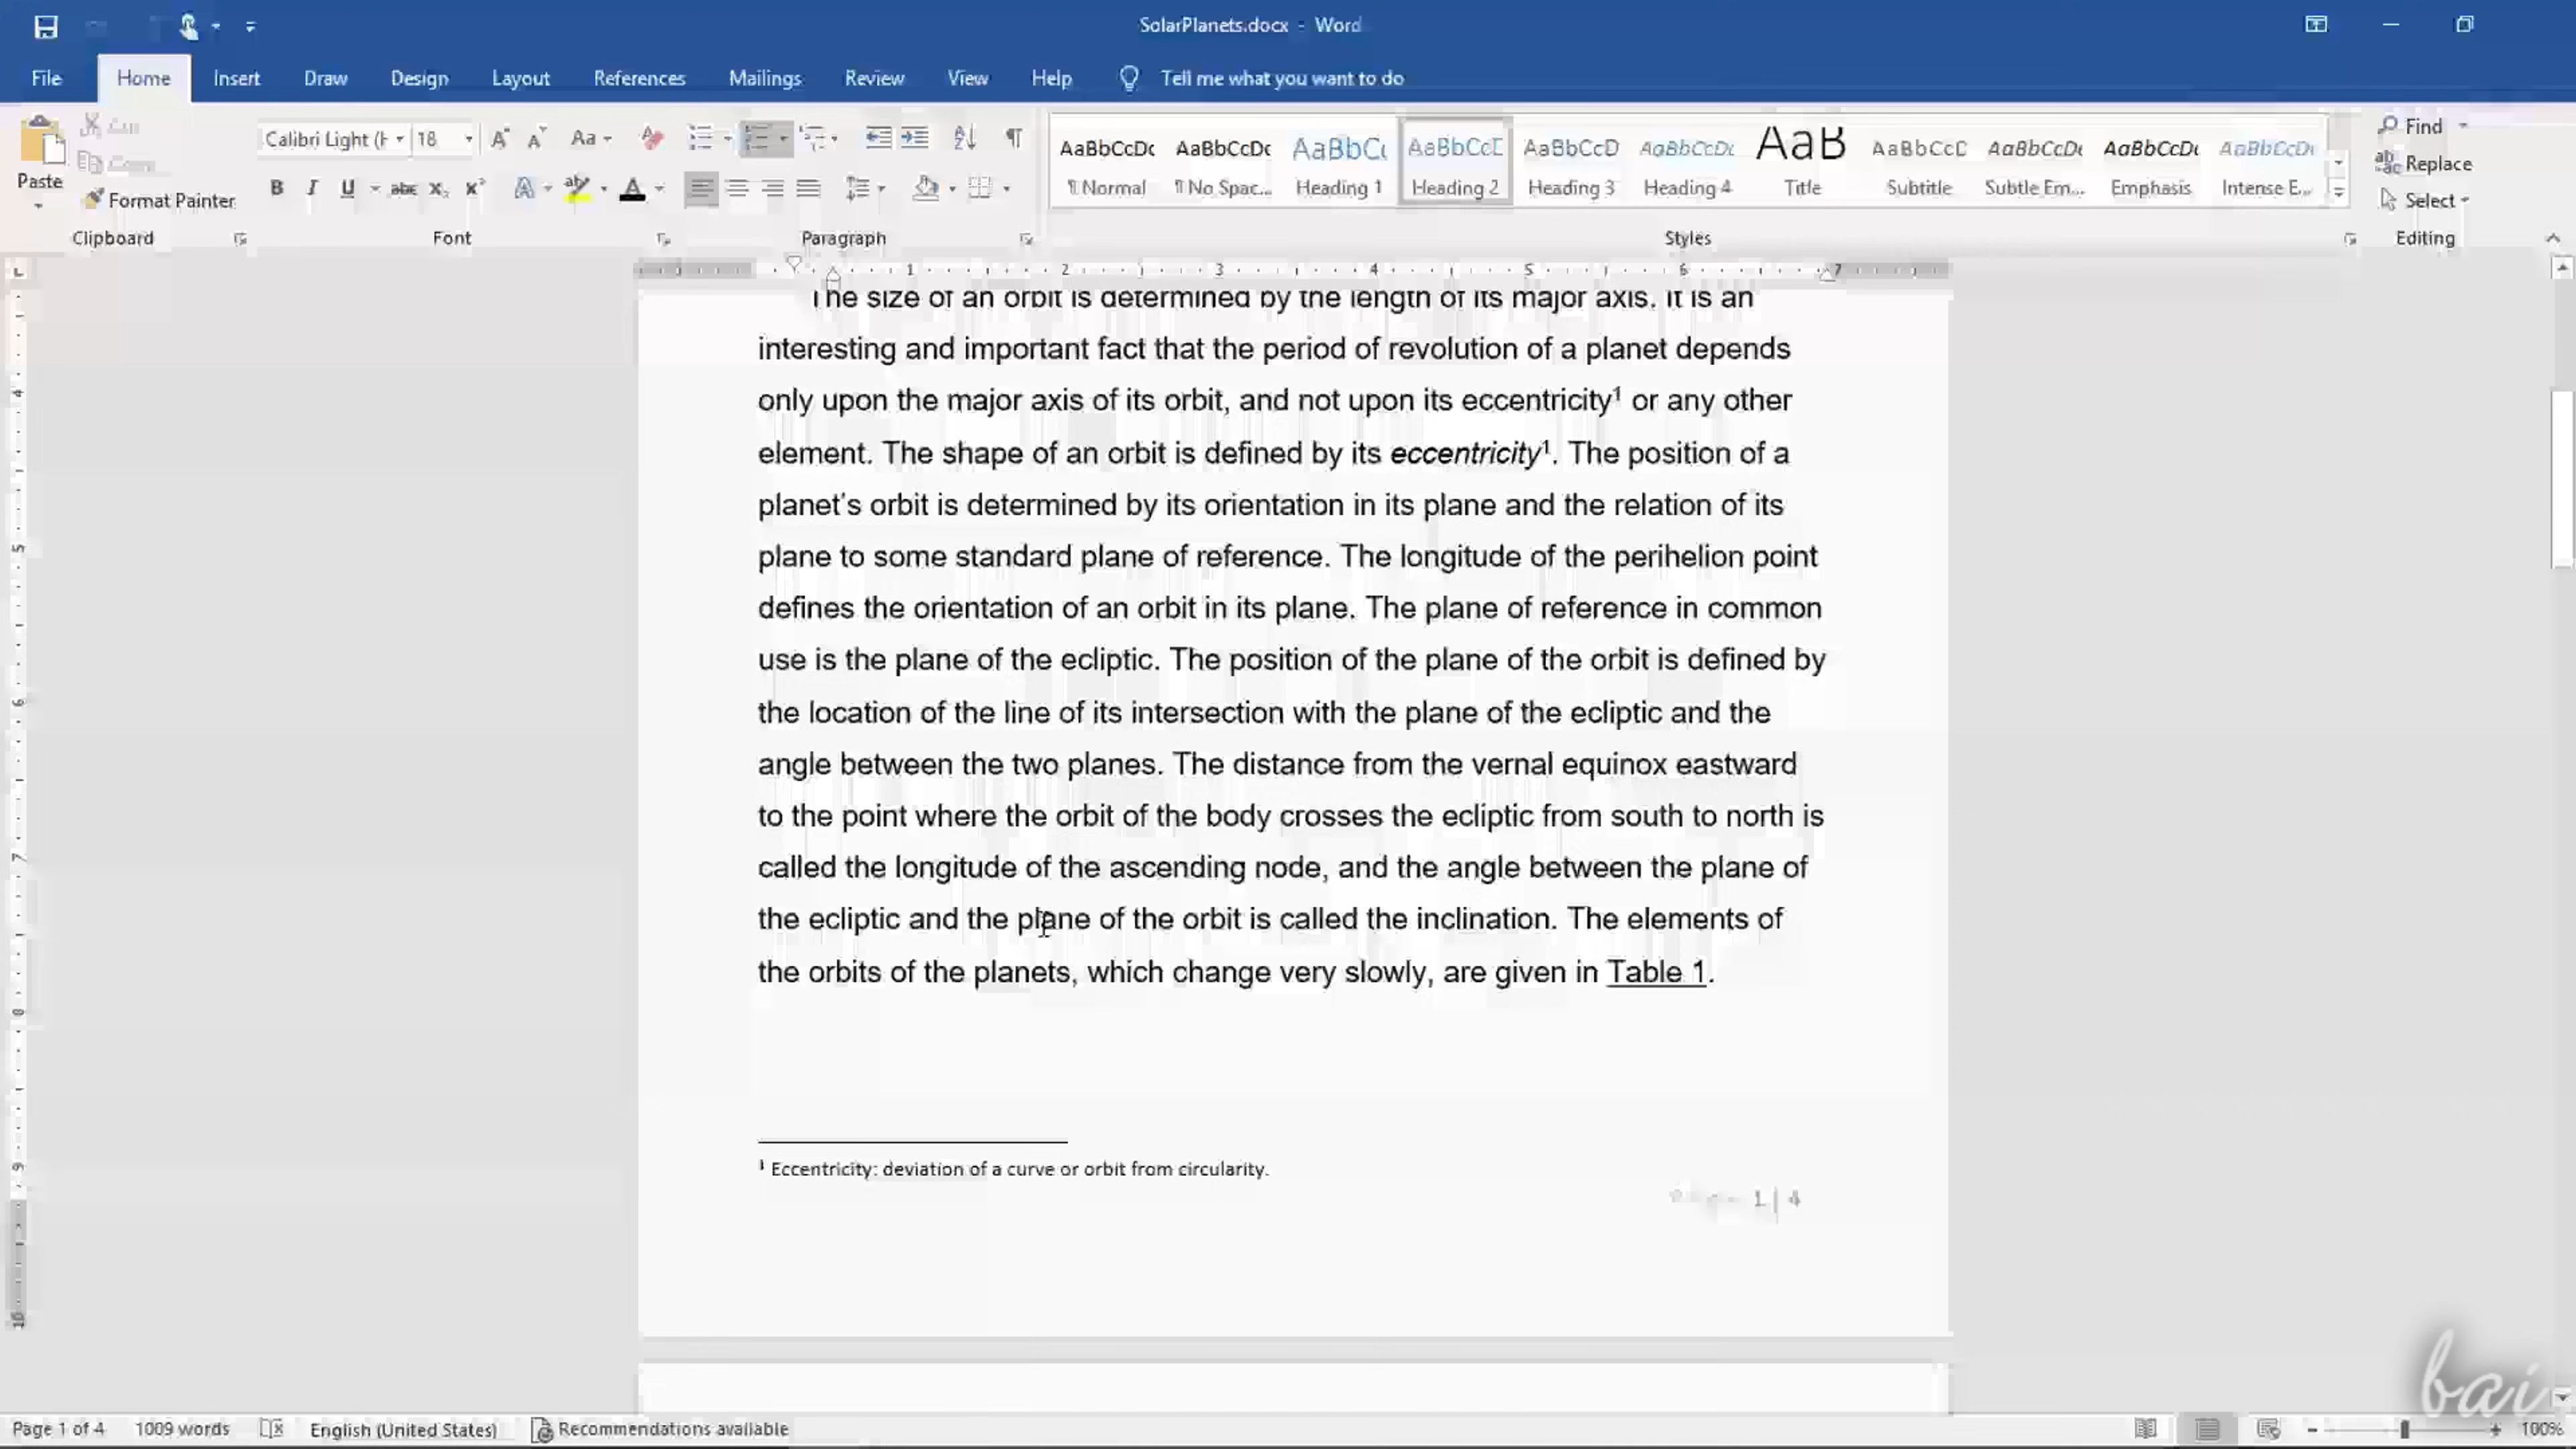 SolarPlanets.docx - Word
File Home Insert Draw Design Layout References Mailings Review View Help Tell me what you want to do
Paste
Format Painter
Clipboard
Calibri Light (H 18
Aa
B I U abc X₂ X²
Font
Paragraph
AaBbCcDc AaBbCcDc AaBbCc AaBbCcD AaBbCcD AaBbCcDc AaB AaBbCcD AaBbCcDc AaBbCcDc AaBbCcDc
¶ Normal ¶ No Spac... Heading 1 Heading 2 Heading 3 Heading 4 Title Subtitle Subtle Em... Emphasis Intense E...
Styles
Find
Replace
Select
Editing
1 2 3 4 5 6 7
The size of an orbit is determined by the length of its major axis. It is an
interesting and important fact that the period of revolution of a planet depends
only upon the major axis of its orbit, and not upon its eccentricity¹ or any other
element. The shape of an orbit is defined by its eccentricity¹. The position of a
planet's orbit is determined by its orientation in its plane and the relation of its
plane to some standard plane of reference. The longitude of the perihelion point
defines the orientation of an orbit in its plane. The plane of reference in common
use is the plane of the ecliptic. The position of the plane of the orbit is defined by
the location of the line of its intersection with the plane of the ecliptic and the
angle between the two planes. The distance from the vernal equinox eastward
to the point where the orbit of the body crosses the ecliptic from south to north is
called the longitude of the ascending node, and the angle between the plane of
the ecliptic and the plane of the orbit is called the inclination. The elements of
the orbits of the planets, which change very slowly, are given in Table 1.
¹ Eccentricity: deviation of a curve or orbit from circularity.
1 | 4
bai
Page 1 of 4 1009 words English (United States) Recommendations available 100%